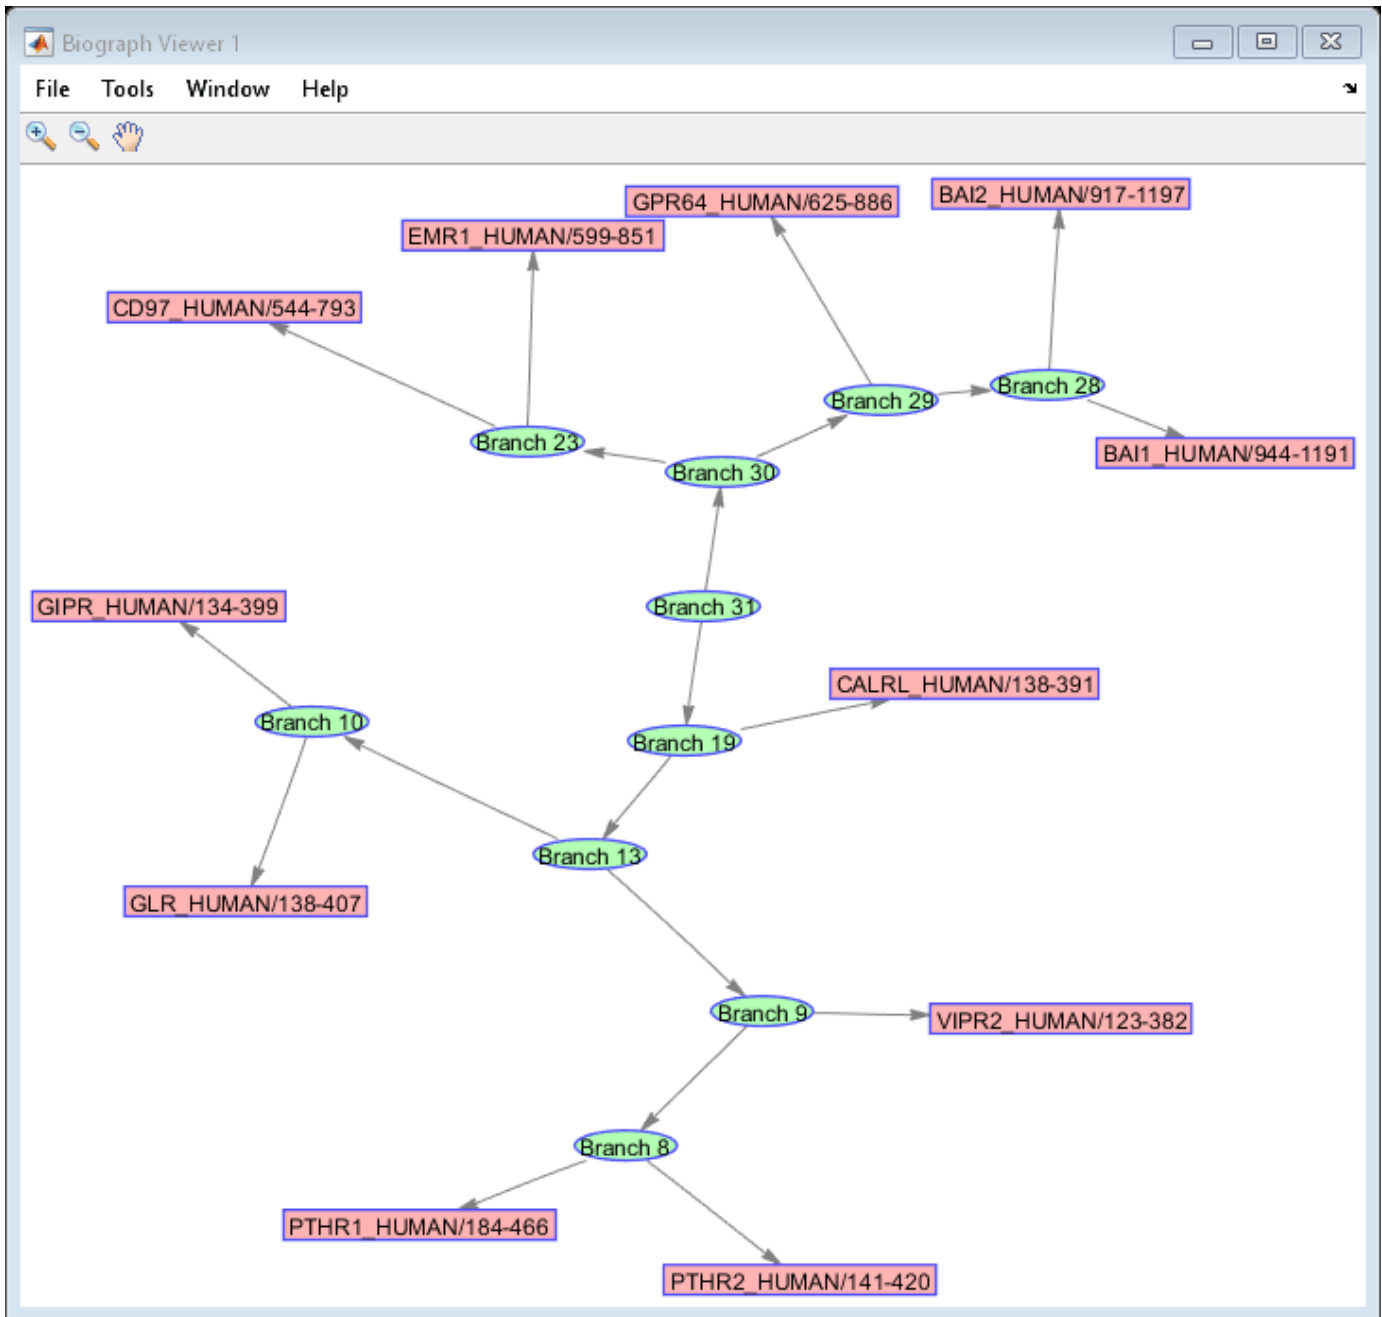 Biograph Viewer 1
File Tools Window Help
GPR64_HUMAN/625-886
BAI2_HUMAN/917-1197
EMR1_HUMAN/599-851
CD97_HUMAN/544-793
Branch 28
Branch 29
Branch 23
BAI1_HUMAN/944-1191
Branch 30
GIPR_HUMAN/134-399
Branch 31
CALRL_HUMAN/138-391
Branch 10
Branch 19
Branch 13
GLR_HUMAN/138-407
Branch 9
VIPR2_HUMAN/123-382
Branch 8
PTHR1_HUMAN/184-466
PTHR2_HUMAN/141-420